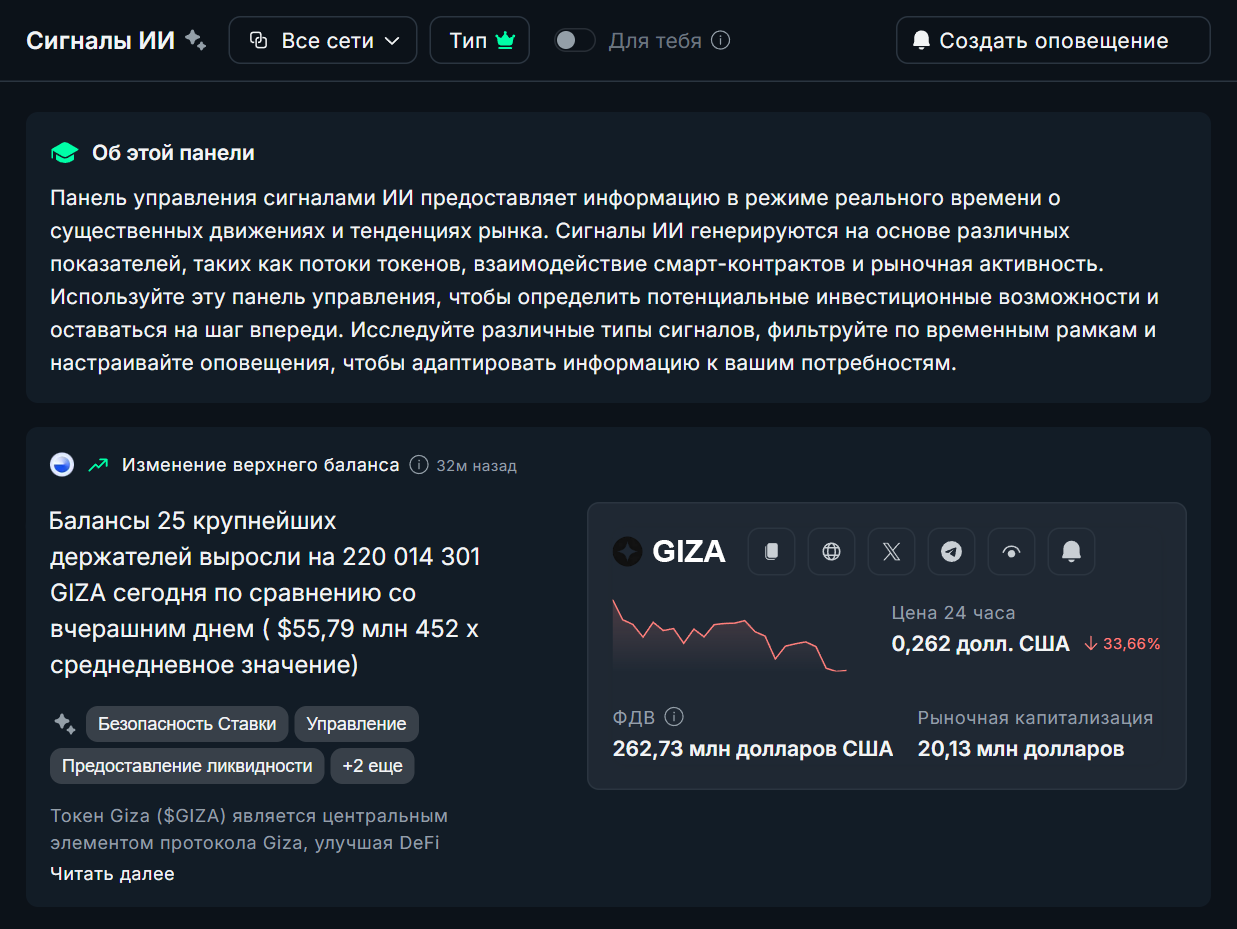 Сигналы ИИ
Все сети
Тип
Для тебя
Создать оповещение
Об этой панели
Панель управления сигналами ИИ предоставляет информацию в режиме реального времени о
существенных движениях и тенденциях рынка. Сигналы ИИ генерируются на основе различных
показателей, таких как потоки токенов, взаимодействие смарт-контрактов и рыночная активность.
Используйте эту панель управления, чтобы определить потенциальные инвестиционные возможности и
оставаться на шаг впереди. Исследуйте различные типы сигналов, фильтруйте по временным рамкам и
настраивайте оповещения, чтобы адаптировать информацию к вашим потребностям.
Изменение верхнего баланса 32м назад
Балансы 25 крупнейших
держателей выросли на 220 014 301
GIZA сегодня по сравнению со
вчерашним днем ( $55,79 млн 452 x
среднедневное значение)
Безопасность Ставки
Управление
Предоставление ликвидности
+2 еще
Токен Giza ($GIZA) является центральным
элементом протокола Giza, улучшая DeFi
Читать далее
GIZA
Цена 24 часа
0,262 долл. США 33,66%
ФДВ
262,73 млн долларов США
Рыночная капитализация
20,13 млн долларов